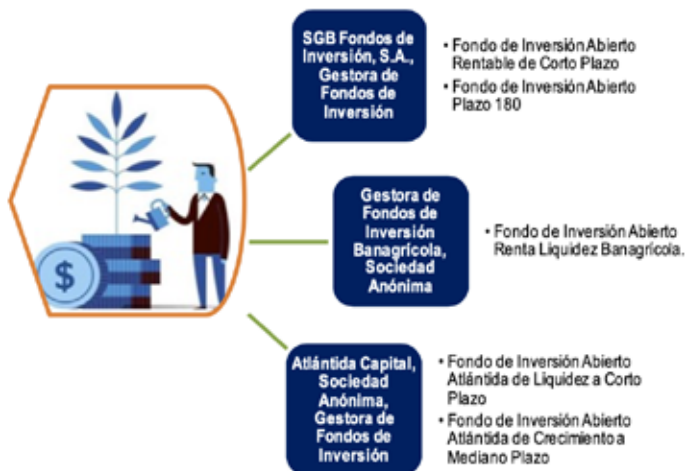 SGB Fondos de
Inversión, S.A.,
Gestora de
Fondos de
Inversión
• Fondo de Inversión Abierto
Rentable de Corto Plazo
• Fondo de Inversión Abierto
Plazo 180
$
Gestora de
Fondos de
Inversión
Banagrícola,
Sociedad
Anónima
• Fondo de Inversión Abierto
Renta Liquidez Banagrícola.
Atlántida Capital,
Sociedad
Anónima,
Gestora de
Fondos de
Inversión
• Fondo de Inversión Abierto
Atlántida de Liquidez a Corto
Plazo
• Fondo de Inversión Abierto
Atlántida de Crecimiento a
Mediano Plazo